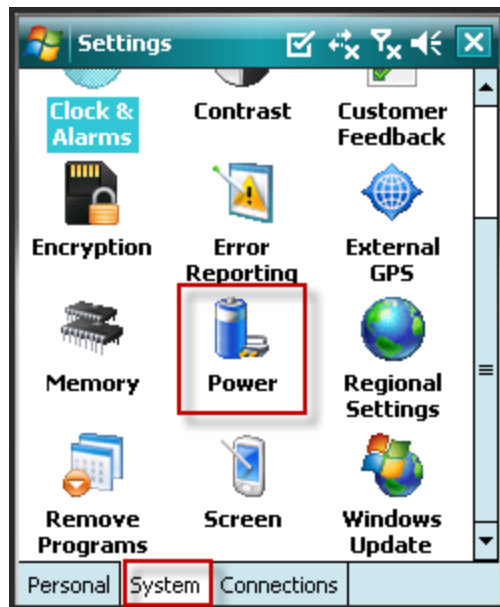 Settings
Clock & Contrast Customer
Alarms Feedback
Encryption Error External
Reporting GPS
Memory Power Regional
Settings
Remove Screen Windows
Programs Update
Personal System Connections